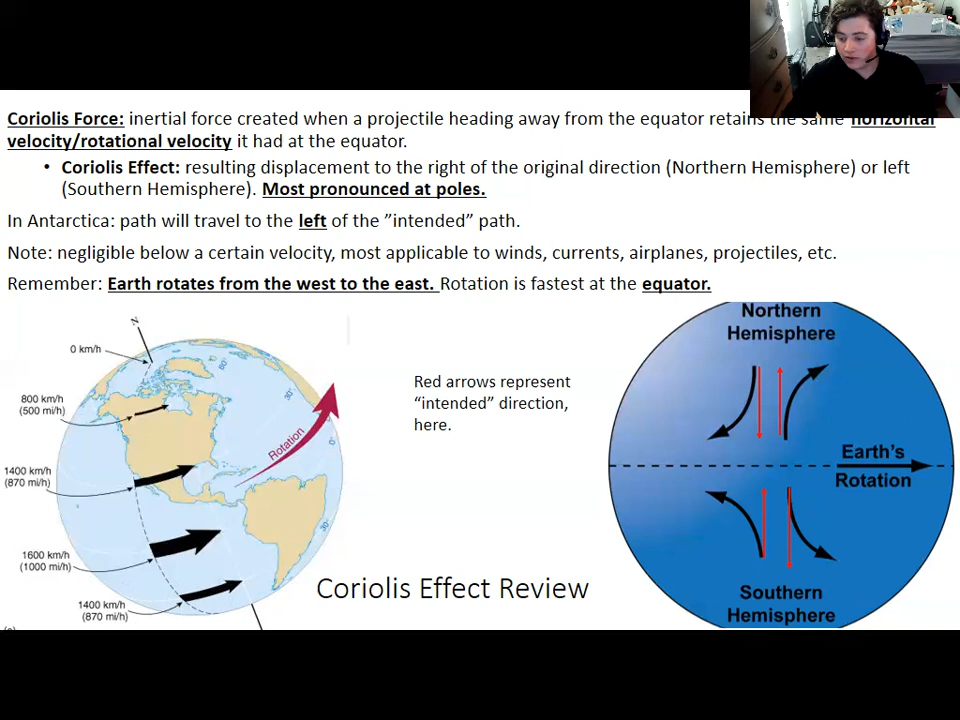 Coriolis Force: inertial force created when a projectile heading away from the equator retains the same horizontal
velocity/rotational velocity it had at the equator.
• Coriolis Effect: resulting displacement to the right of the original direction (Northern Hemisphere) or left
(Southern Hemisphere). Most pronounced at poles.
In Antarctica: path will travel to the left of the ”intended” path.
Note: negligible below a certain velocity, most applicable to winds, currents, airplanes, projectiles, etc.
Remember: Earth rotates from the west to the east. Rotation is fastest at the equator.
N
0 km/h
60°
800 km/h
(500 mi/h)
30°
0°
Rotation
1400 km/h
(870 mi/h)
30°
1600 km/h
(1000 mi/h)
1400 km/h
(870 mi/h)
Red arrows represent
“intended” direction,
here.
Northern
Hemisphere
Earth's
Rotation
Southern
Hemisphere
Coriolis Effect Review